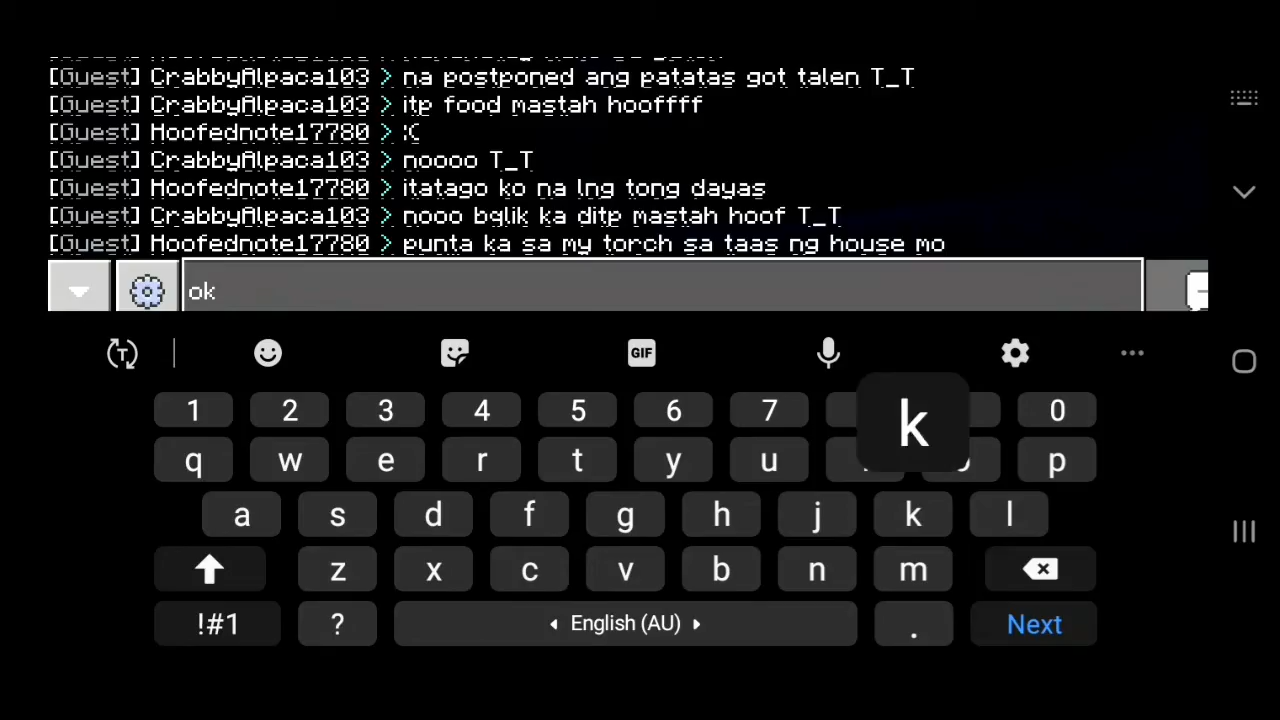 [Guest] CrabbyAlpaca103 > na postponed ang patatas got talen T_T
[Guest] CrabbyAlpaca103 > itp food mastah hooffff
[Guest] Hoofednote17780 > :C
[Guest] CrabbyAlpaca103 > noooo T_T
[Guest] Hoofednote17780 > itatago ko na lng tong dayas
[Guest] CrabbyAlpaca103 > nooo bqlik ka ditp mastah hoof T_T
[Guest] Hoofednote17780 > punta ka sa my torch sa taas ng house mo
ok
T GIF
1 2 3 4 5 6 7 k 0
q w e r t y u p
a s d f g h j k l
z x c v b n m
!#1 ? English (AU) . Next